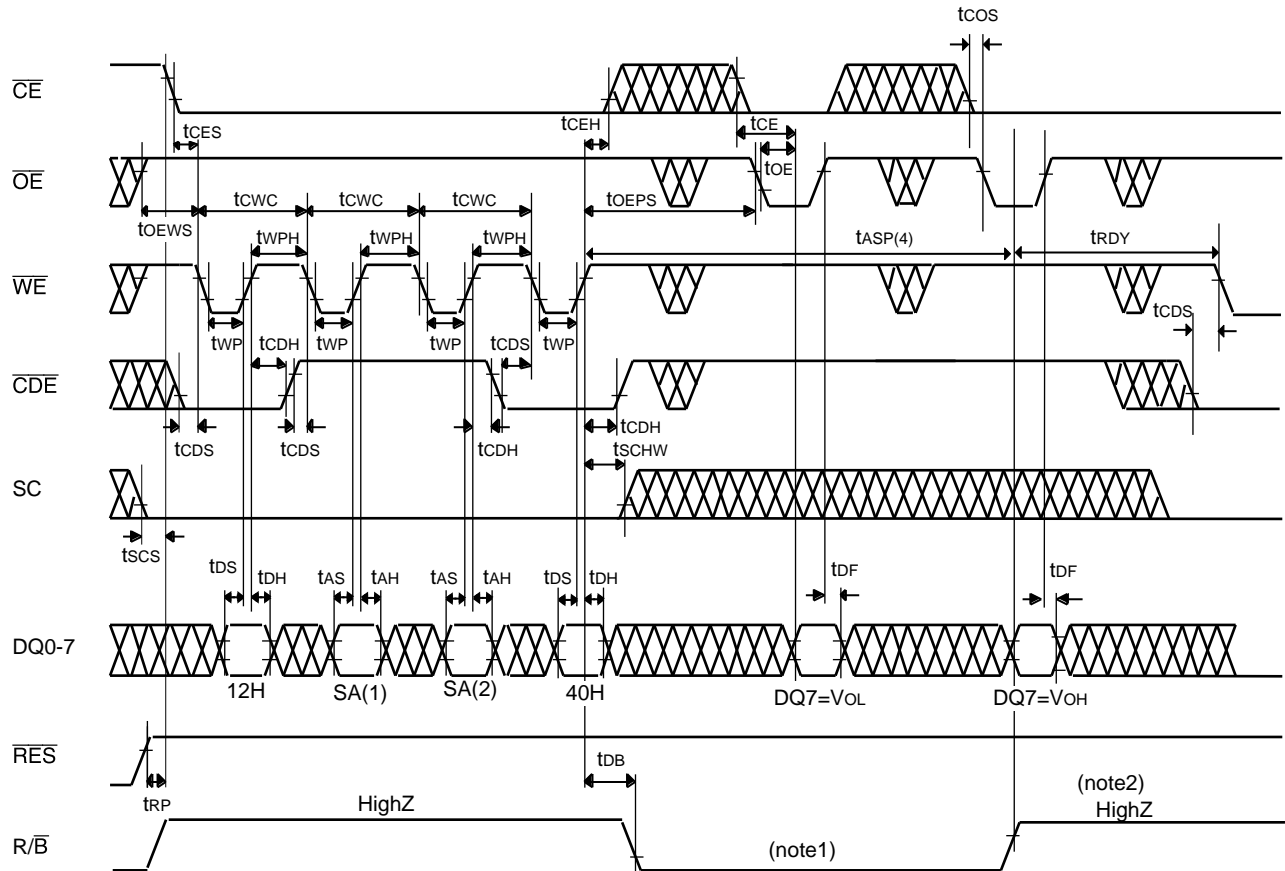 tCOS
CE
tCES
tCEH
tCE
OE
tOE
tOEWS
tCWC
tCWC
tCWC
tOEPS
tWPH
tWPH
tWPH
tASP(4)
tRDY
WE
tWP
tWP
tWP
tWP
tCDS
tCDH
tCDS
CDE
tCDS
tCDS
tCDH
tCDH
tSCHW
SC
tSCS
tDS
tDH
tAS
tAH
tAS
tAH
tDS
tDH
tDF
tDF
DQ0-7
12H
SA(1)
SA(2)
40H
DQ7=VOL
DQ7=VOH
RES
tDB
tRP
HighZ
(note2)
HighZ
R/B
(note1)